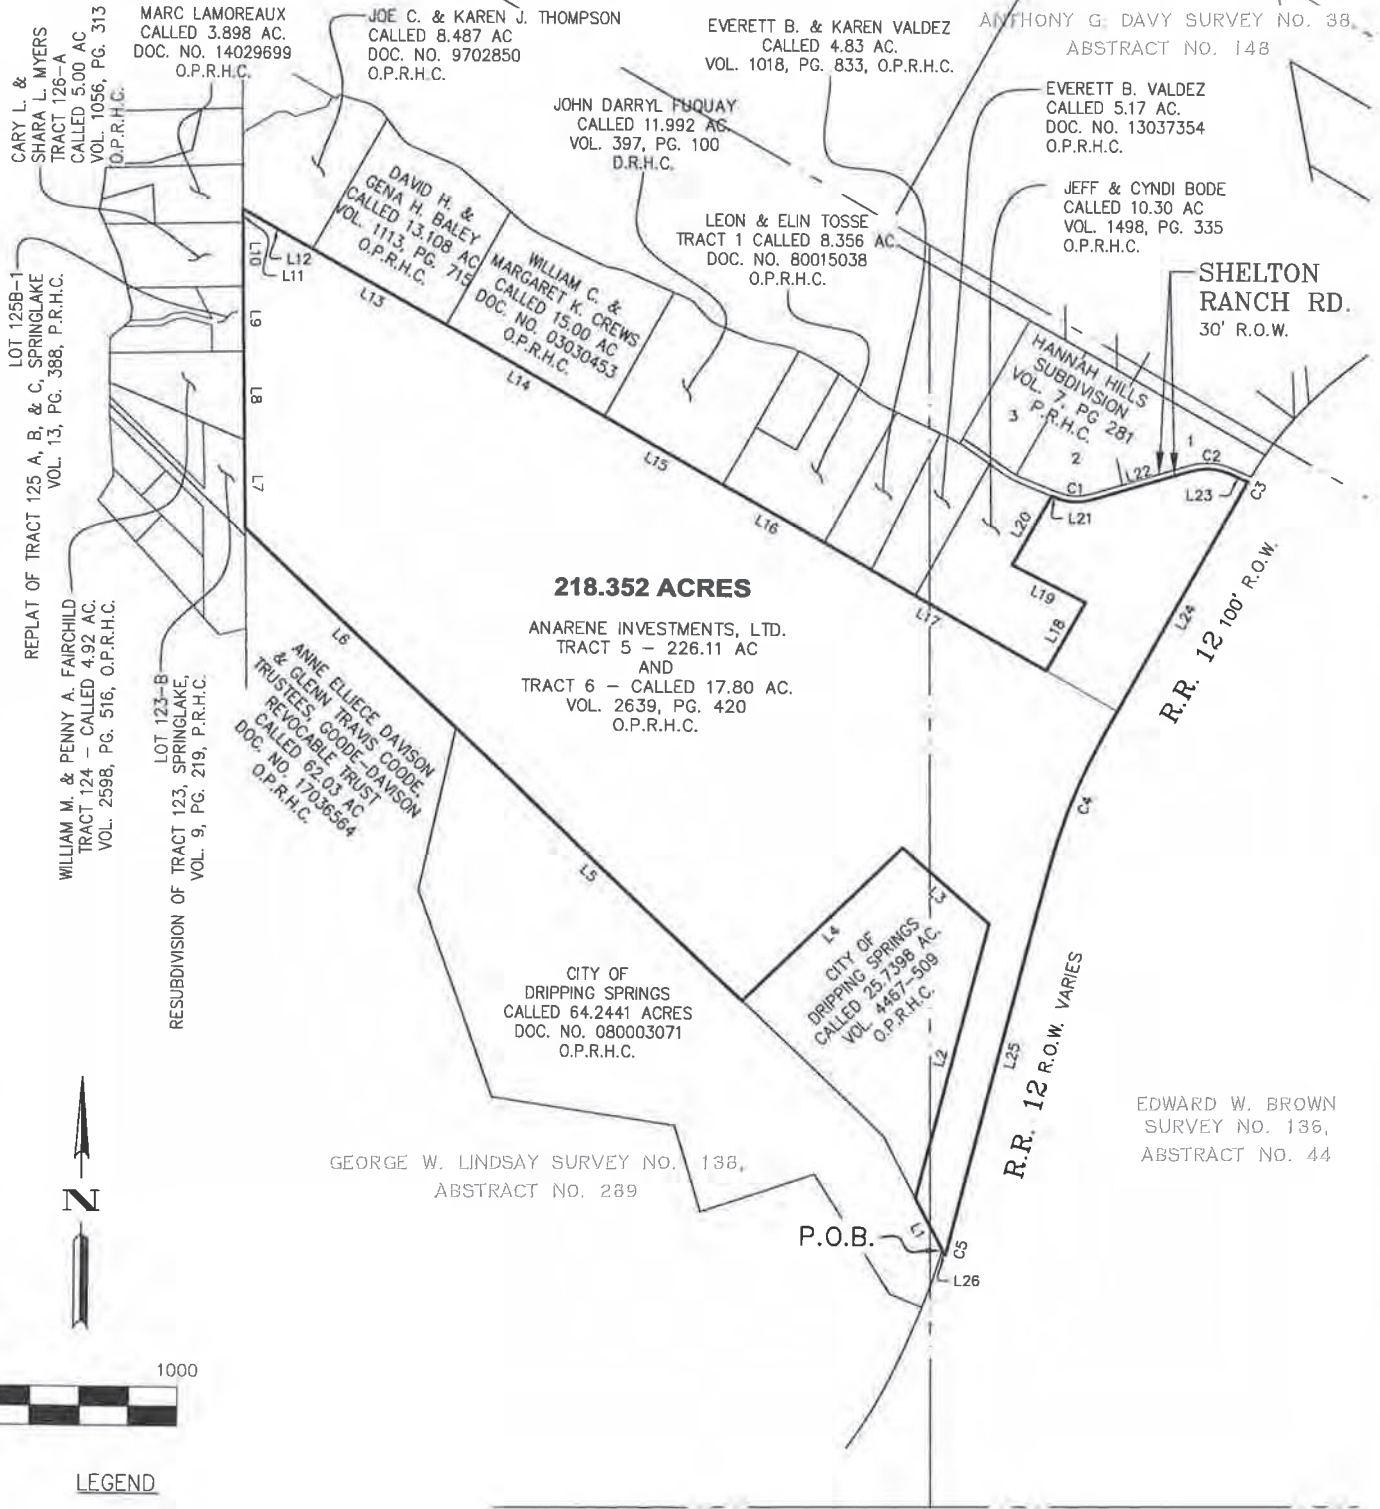 MARC LAMOREAUX
CALLED 3.898 AC.
DOC. NO. 14029699
O.P.R.H.C.
JOE C. & KAREN J. THOMPSON
CALLED 8.487 AC
DOC. NO. 9702850
O.P.R.H.C.
EVERETT B. & KAREN VALDEZ
CALLED 4.83 AC.
VOL. 1018, PG. 833, O.P.R.H.C.
ANTHONY G. DAVY SURVEY NO. 38,
ABSTRACT NO. 148
CARY L. &
SHARA L. MYERS
TRACT 126-A
CALLED 5.00 AC
VOL. 1056, PG. 313
O.P.R.H.C.
JOHN DARRYL FUQUAY
CALLED 11.992 AC.
VOL. 397, PG. 100
D.R.H.C.
EVERETT B. VALDEZ
CALLED 5.17 AC.
DOC. NO. 13037354
O.P.R.H.C.
JEFF & CYNDI BODE
CALLED 10.30 AC
VOL. 1498, PG. 335
O.P.R.H.C.
LEON & ELIN TOSSE
TRACT 1 CALLED 8.356 AC.
DOC. NO. 80015038
O.P.R.H.C.
SHELTON
RANCH RD.
30' R.O.W.
DAVID H. &
GENA H. BALEY
CALLED 13.108 AC
VOL. 1113, PG. 715
O.P.R.H.C.
WILLIAM C. &
MARGARET K. CREWS
CALLED 15.00 AC
DOC. NO. 03030453
O.P.R.H.C.
HANNAH HILLS
SUBDIVISION
VOL. 7, PG 281
P.R.H.C.
3
2
1
LOT 125B-1
REPLAT OF TRACT 125 A, B, & C, SPRINGLAKE
VOL. 13, PG. 388, P.R.H.C.
WILLIAM M. & PENNY A. FAIRCHILD
TRACT 124 - CALLED 4.92 AC.
VOL. 2598, PG. 516, O.P.R.H.C.
LOT 123-B
RESUBDIVISION OF TRACT 123, SPRINGLAKE,
VOL. 9, PG. 219, P.R.H.C.
L10
L12
L11
L13
L9
L14
L8
L15
L7
L16
L6
L17
L18
L19
L20
L21
C1
L22
C2
L23
C3
L24
R.R. 12 100' R.O.W.
218.352 ACRES
ANARENE INVESTMENTS, LTD.
TRACT 5 - 226.11 AC
AND
TRACT 6 - CALLED 17.80 AC.
VOL. 2639, PG. 420
O.P.R.H.C.
ANNE ELLIECE DAVISON
& GLENN TRAVIS COODE,
TRUSTEES, GOODE-DAVISON
REVOCABLE TRUST
CALLED 62.03 AC
DOC. NO. 17036564
O.P.R.H.C.
C4
L5
L3
L4
CITY OF
DRIPPING SPRINGS
CALLED 25.7398 AC.
VOL. 4467-509
O.P.R.H.C.
CITY OF
DRIPPING SPRINGS
CALLED 64.2441 ACRES
DOC. NO. 080003071
O.P.R.H.C.
L2
L25
R.R. 12 R.O.W. VARIES
EDWARD W. BROWN
SURVEY NO. 136,
ABSTRACT NO. 44
GEORGE W. LINDSAY SURVEY NO. 138,
ABSTRACT NO. 289
N
P.O.B.
L1
C5
L26
1000
LEGEND